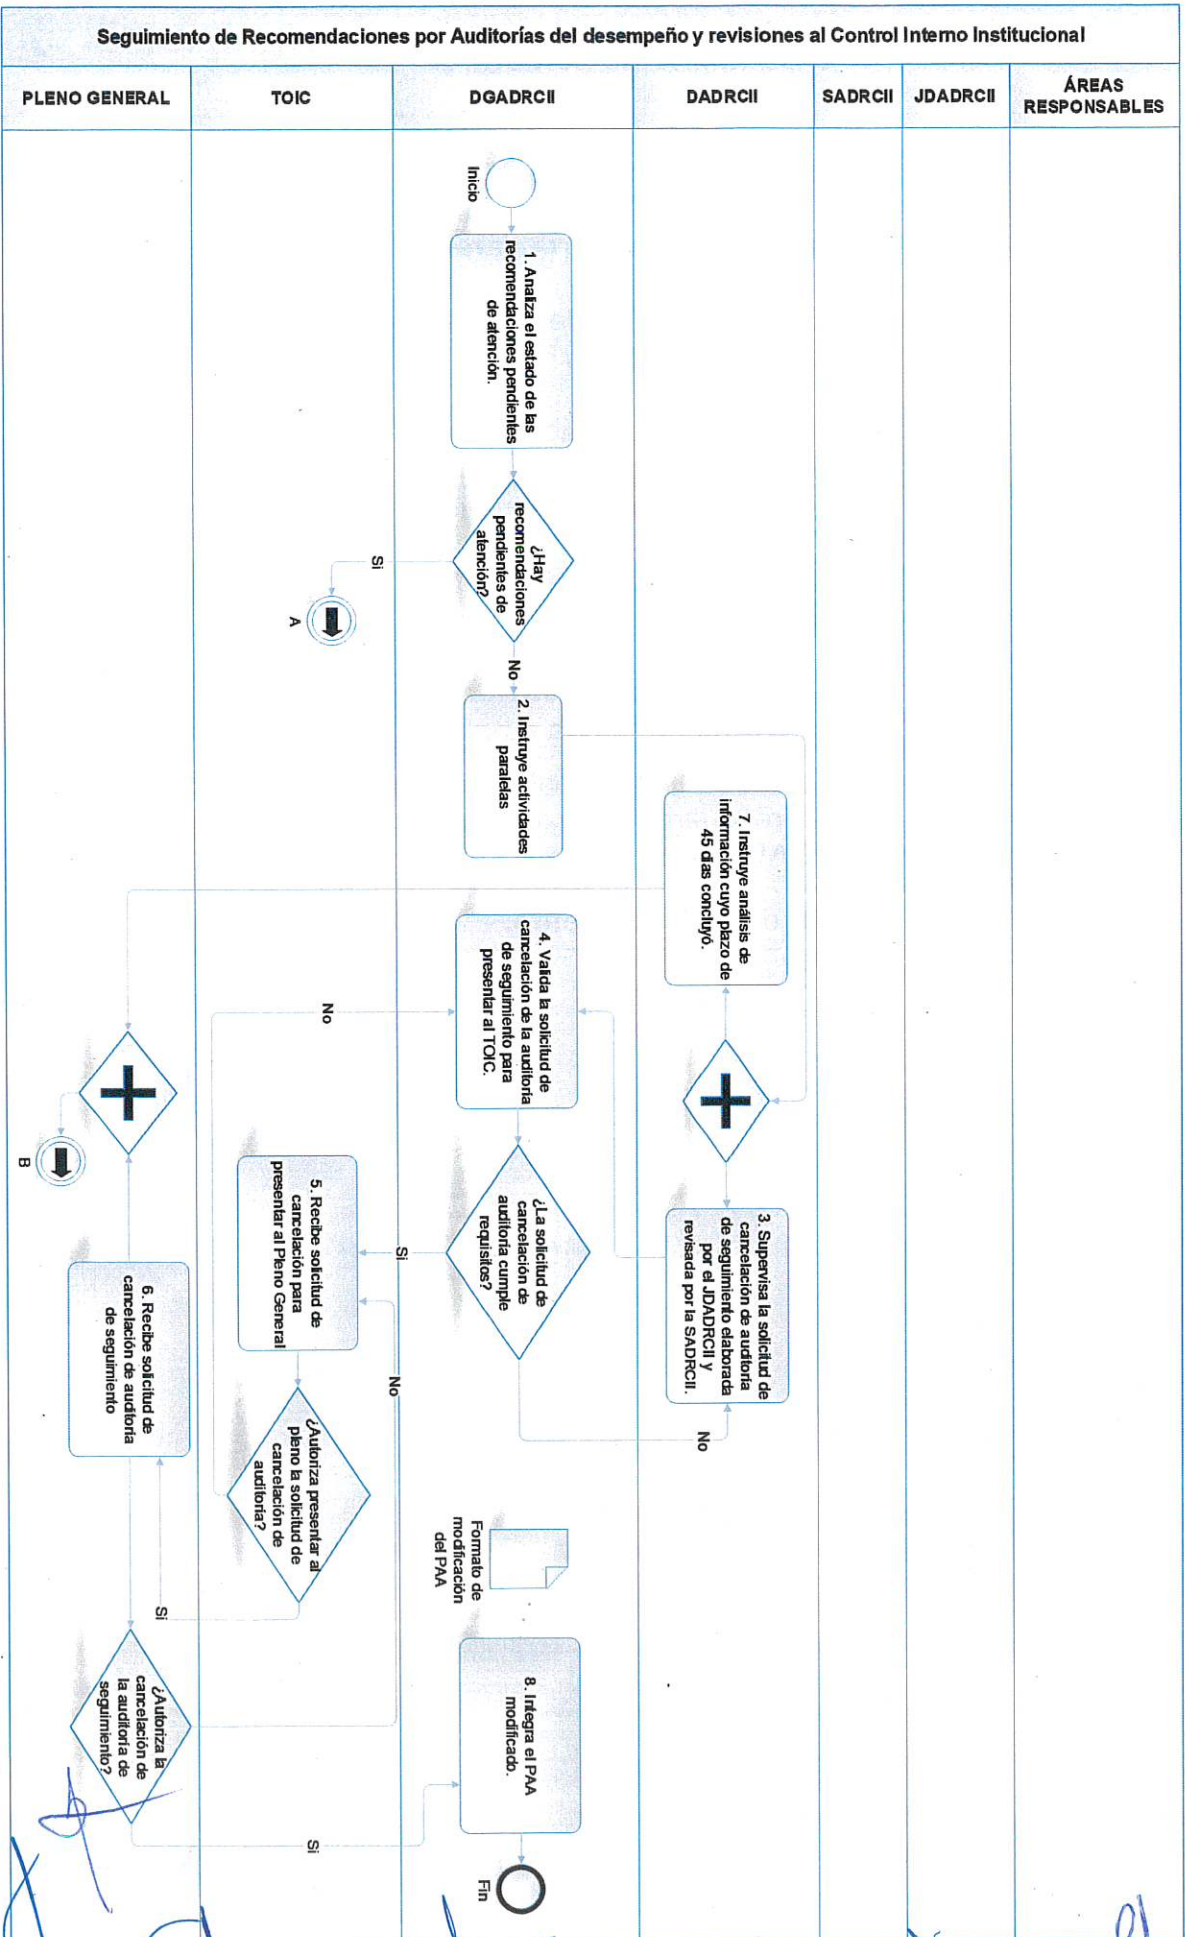 Seguimiento de Recomendaciones por Auditorías del desempeño y revisiones al Control Interno Institucional
PLENO GENERAL
TOIC
DGADRCII
DADRCII
SADRCII
JDADRCII
ÁREAS
RESPONSABLES
Inicio
1. Analiza el estado de las
recomendaciones pendientes
de atención.
¿Hay
recomendaciones
pendientes de
atención?
Si
A
No
2. Instruye actividades
paralelas
7. Instruye análisis de
información cuyo plazo de
45 días concluyó.
3. Supervisa la solicitud de
cancelación de auditoría
de seguimiento elaborada
por el JDADRCII y
revisada por la SADRCII.
4. Valida la solicitud de
cancelación de la auditoría
de seguimiento para
presentar al TOIC.
¿La solicitud de
cancelación de
auditoría cumple
requisitos?
No
Si
5. Recibe solicitud de
cancelación para
presentar al Pleno General
¿Autoriza presentar al
pleno la solicitud de
cancelación de
auditoría?
No
Si
6. Recibe solicitud de
cancelación de auditoría
de seguimiento
B
¿Autoriza la
cancelación de
la auditoría de
seguimiento?
No
Si
Formato de
modificación
del PAA
8. Integra el PAA
modificado.
Fin